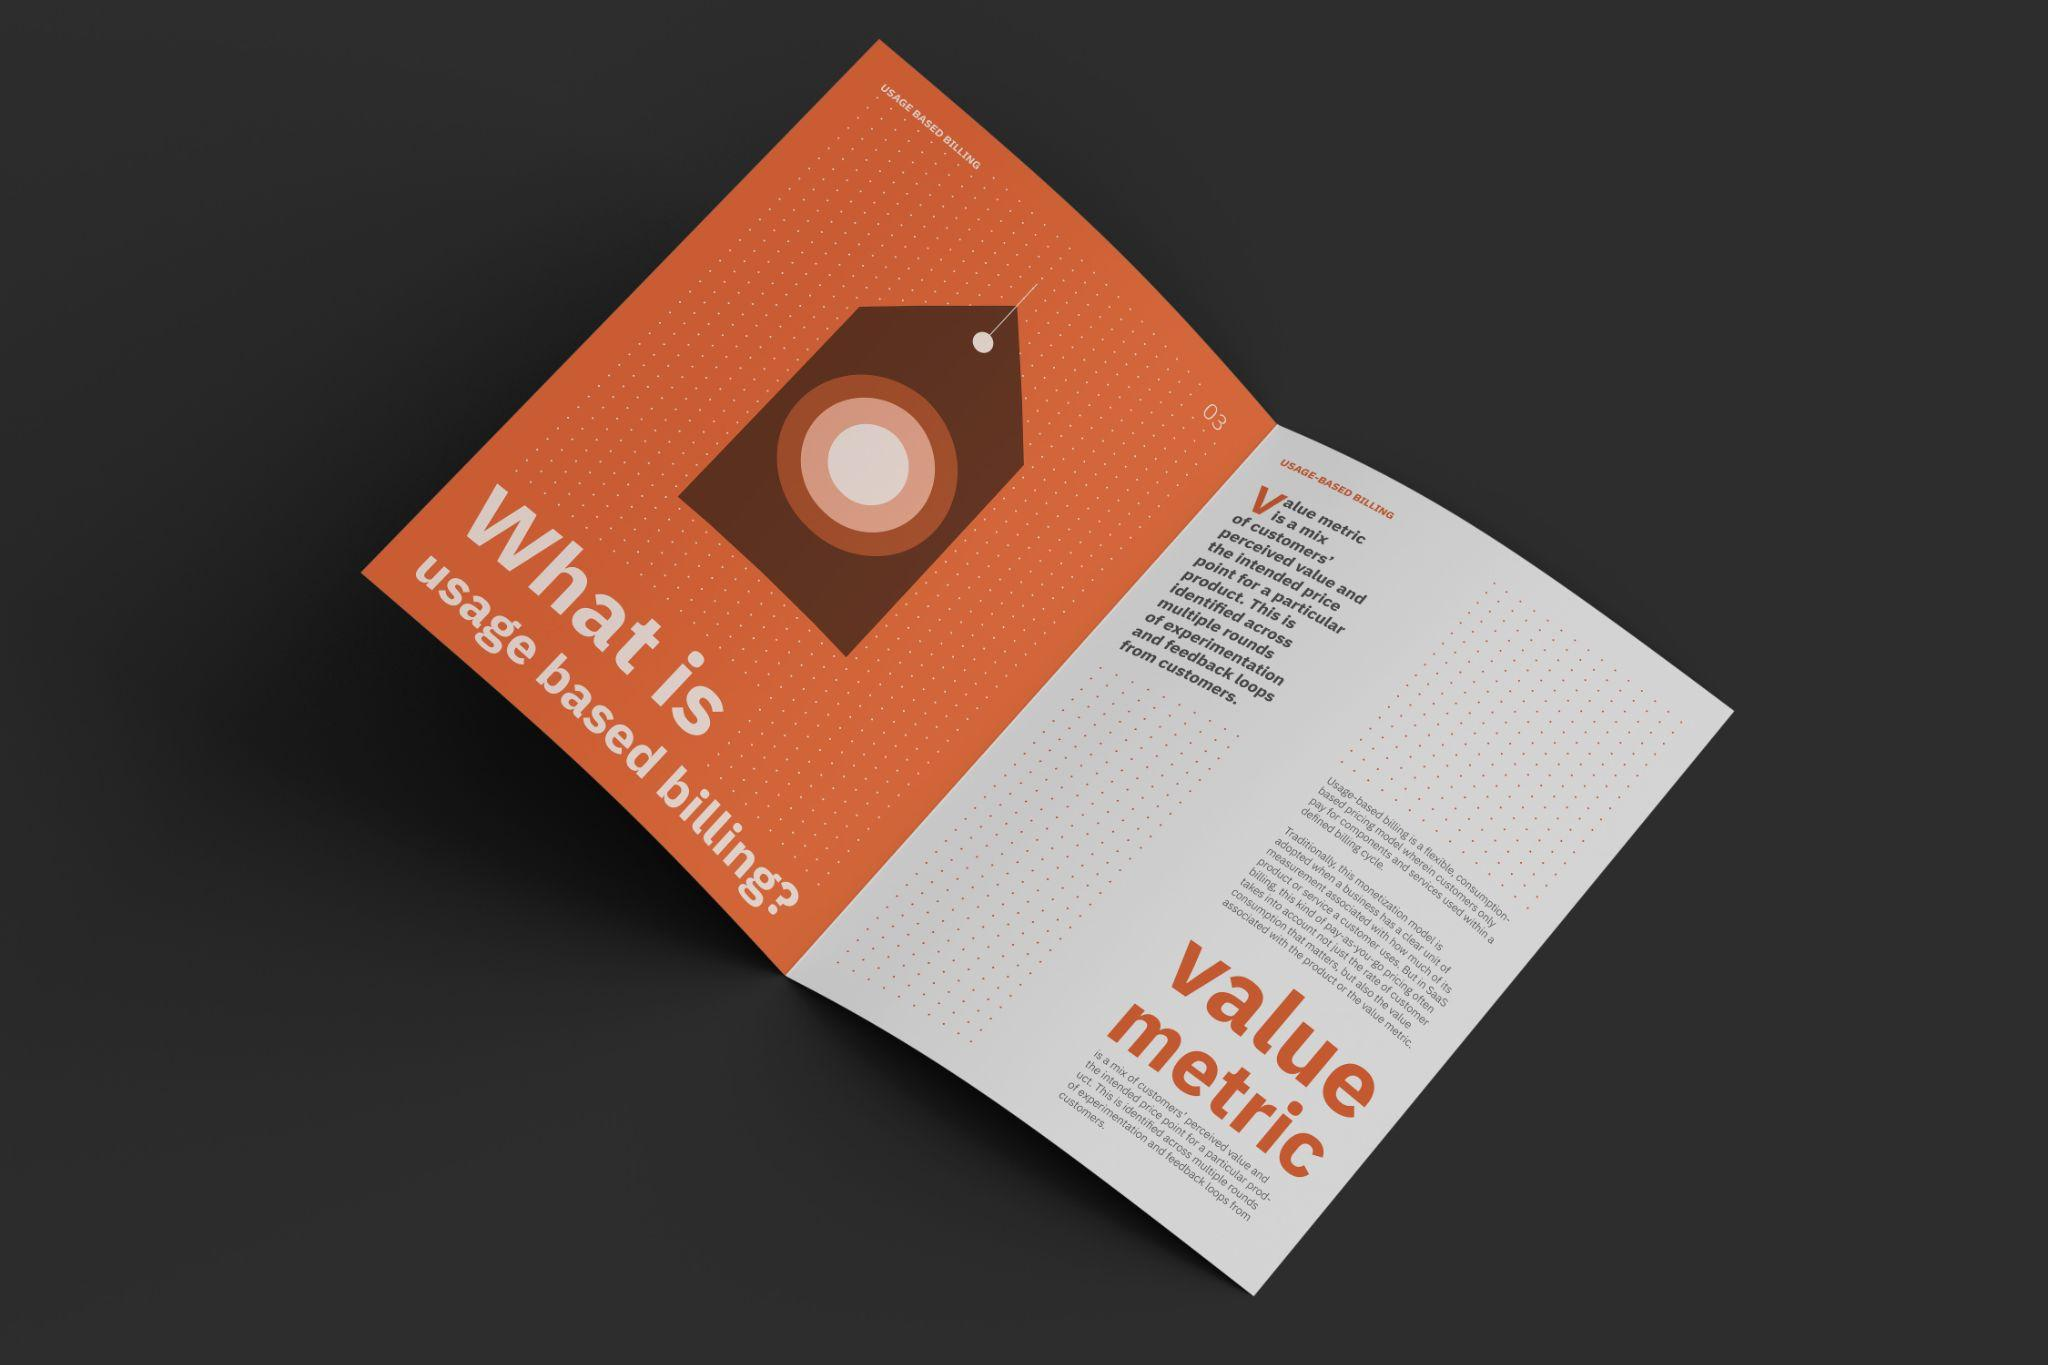 USAGE BASED BILLING
03
What is
usage based billing?
USAGE-BASED BILLING
Value metric
is a mix
of customers'
perceived value and
the intended price
point for a particular
product. This is
identified across
multiple rounds
of experimentation
and feedback loops
from customers.
Usage-based billing is a flexible, consumption-
based pricing model wherein customers only
pay for components and services used within a
defined billing cycle.
Traditionally, this monetization model is
adopted when a business has a clear unit of
measurement associated with how much of its
product or service a customer uses. But in SaaS
billing, this kind of pay-as-you-go pricing often
takes into account not just the rate of customer
consumption that matters, but also the value
associated with the product or the value metric.
value
metric
is a mix of customers' perceived value and
the intended price point for a particular prod-
uct. This is identified across multiple rounds
of experimentation and feedback loops from
customers.